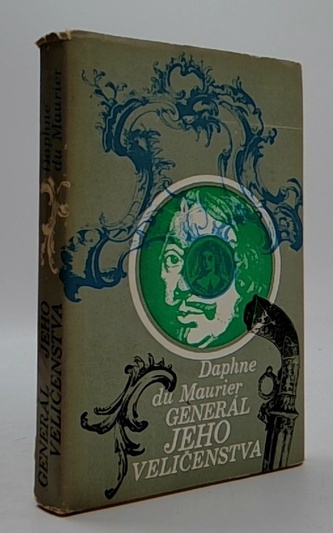 Daphne
du Maurier
GENERÁL JEHO
VELIČENSTVA
Daphne
du Maurier
GENERÁL
JEHO
VELIČENSTVA